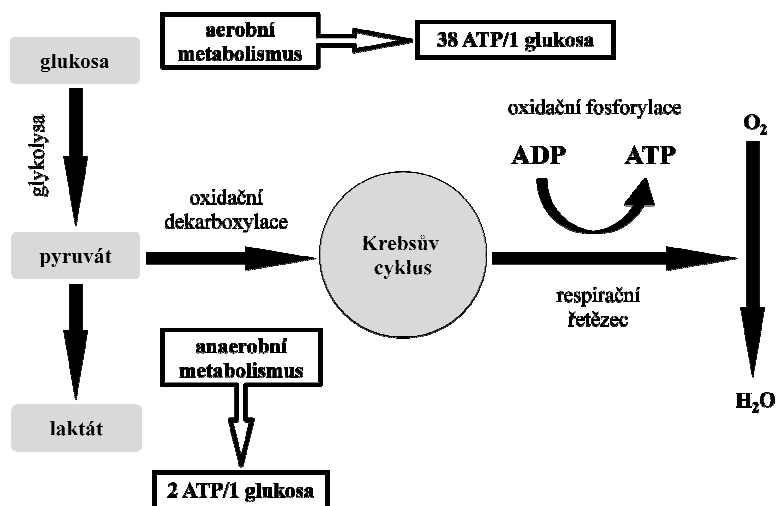 aerobní
metabolismus
38 ATP/1 glukosa
glukosa
glykolysa
oxidační fosforylace
ADP
ATP
O₂
oxidační
dekarboxylace
Krebsův
cyklus
pyruvát
respirační
řetězec
anaerobní
metabolismus
laktát
H₂O
2 ATP/1 glukosa